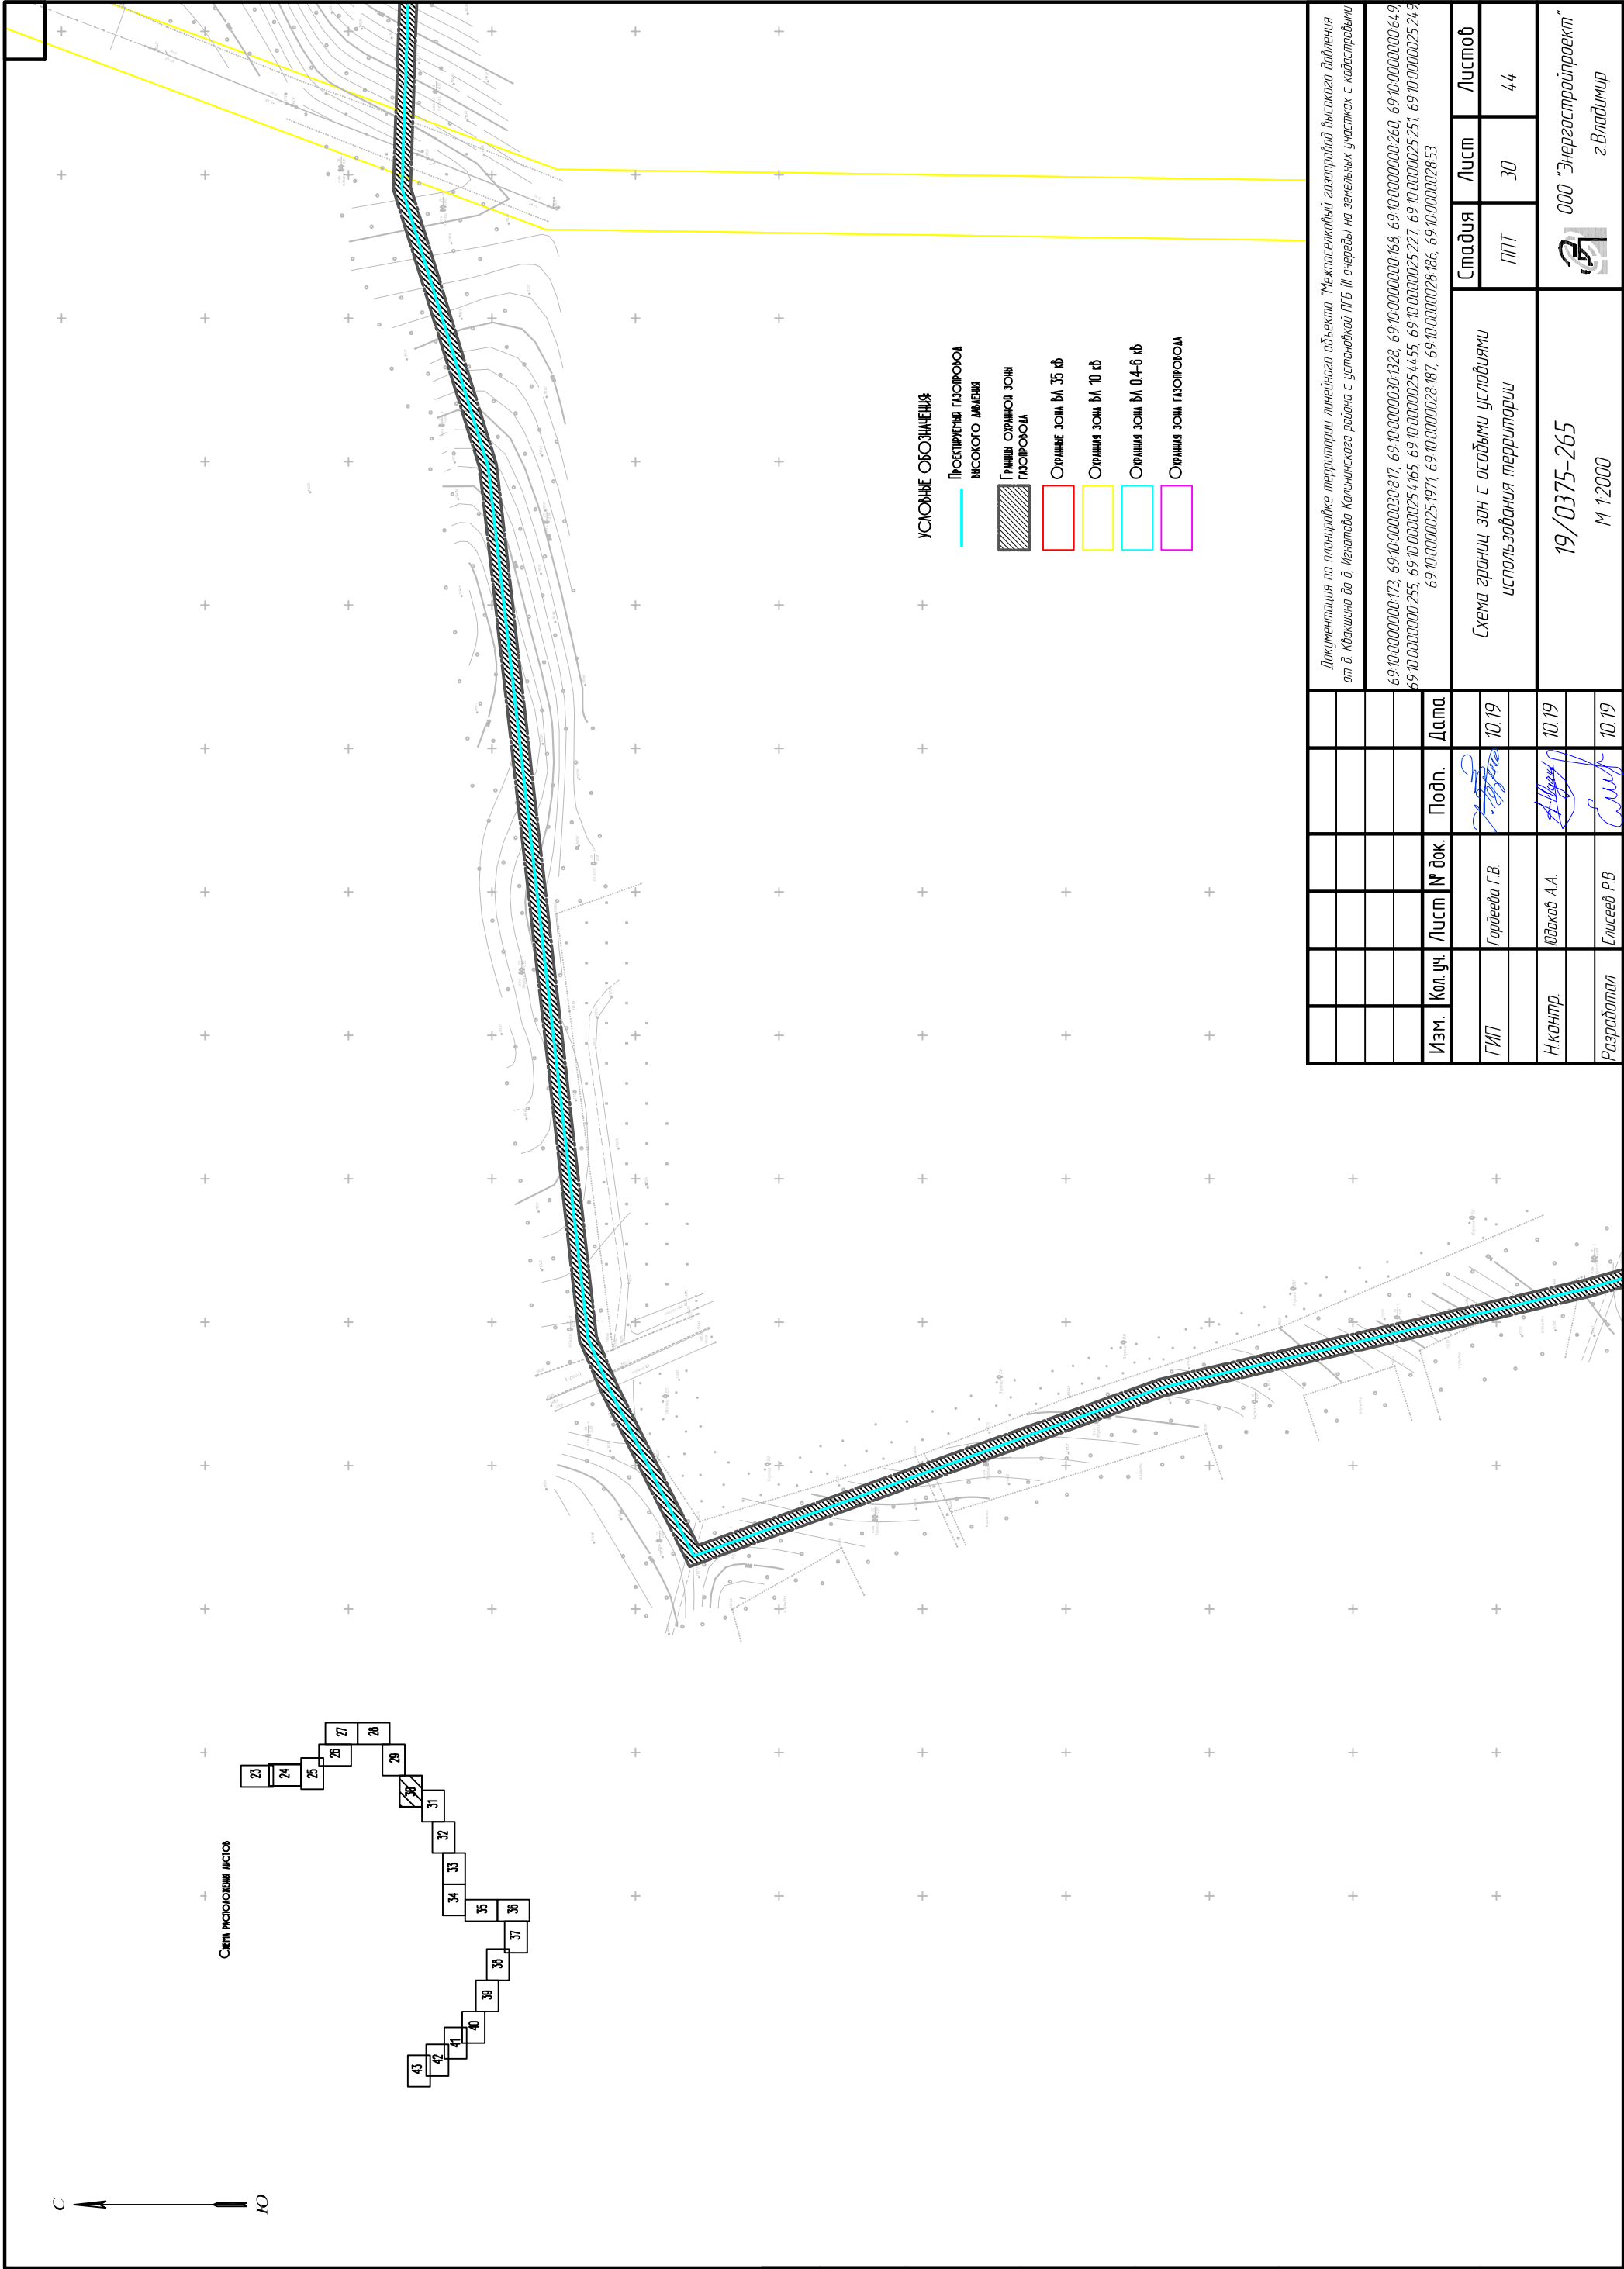 С
Ю
Схема расположения листов
23
24
25
26
27
28
29
30
31
32
33
34
35
36
37
38
39
40
41
42
43
УСЛОВНЫЕ ОБОЗНАЧЕНИЯ:
Проектируемый газопровод
высокого давления
Границы охранной зоны
газопровода
Охранные зона ВЛ 35 кВ
Охранная зона ВЛ 10 кВ
Охранная зона ВЛ 0.4-6 кВ
Охранная зона газопровода
Документация по планировке территории линейного объекта "Межпоселковый газопровод высокого давления
от д. Квакшино до д. Игнатово Калининского района с установкой ПГБ III очередь) на земельных участках с кадастровыми
69:10:0000000:173, 69:10:0000030:817, 69:10:0000030:1328, 69:10:0000000:168, 69:10:0000000:260, 69:10:0000000:649,
69:10:0000000:255, 69:10:0000025:4165, 69:10:0000025:4455, 69:10:0000025:227, 69:10:0000025:251, 69:10:0000025:249,
69:10:0000025:1971, 69:10:0000028:187, 69:10:0000028:186, 69:10:0000028:53
Изм. Кол.уч. Лист № док. Подп. Дата
ГИП Гордеева Г.В. 10.19
Н.контр. Юдаков А.А. 10.19
Разработал Елисеев Р.В. 10.19
Схема границ зон с особыми условиями
использования территории
Стадия Лист Листов
ППТ 30 44
19/0375-265
М 1:2000
ООО "Энергостройпроект"
г.Владимир